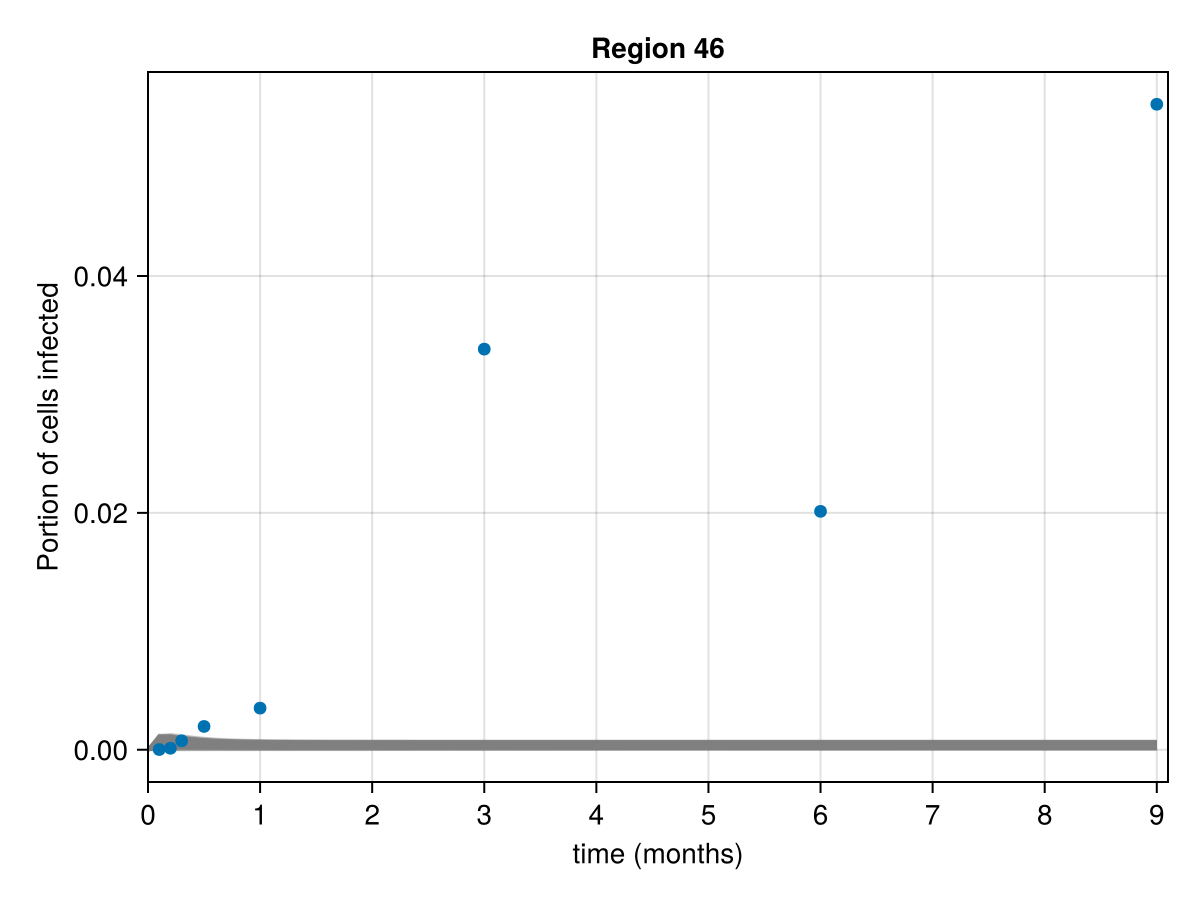 Region 46
Portion of cells infected
0.04
0.02
0.00
0 1 2 3 4 5 6 7 8 9
time (months)